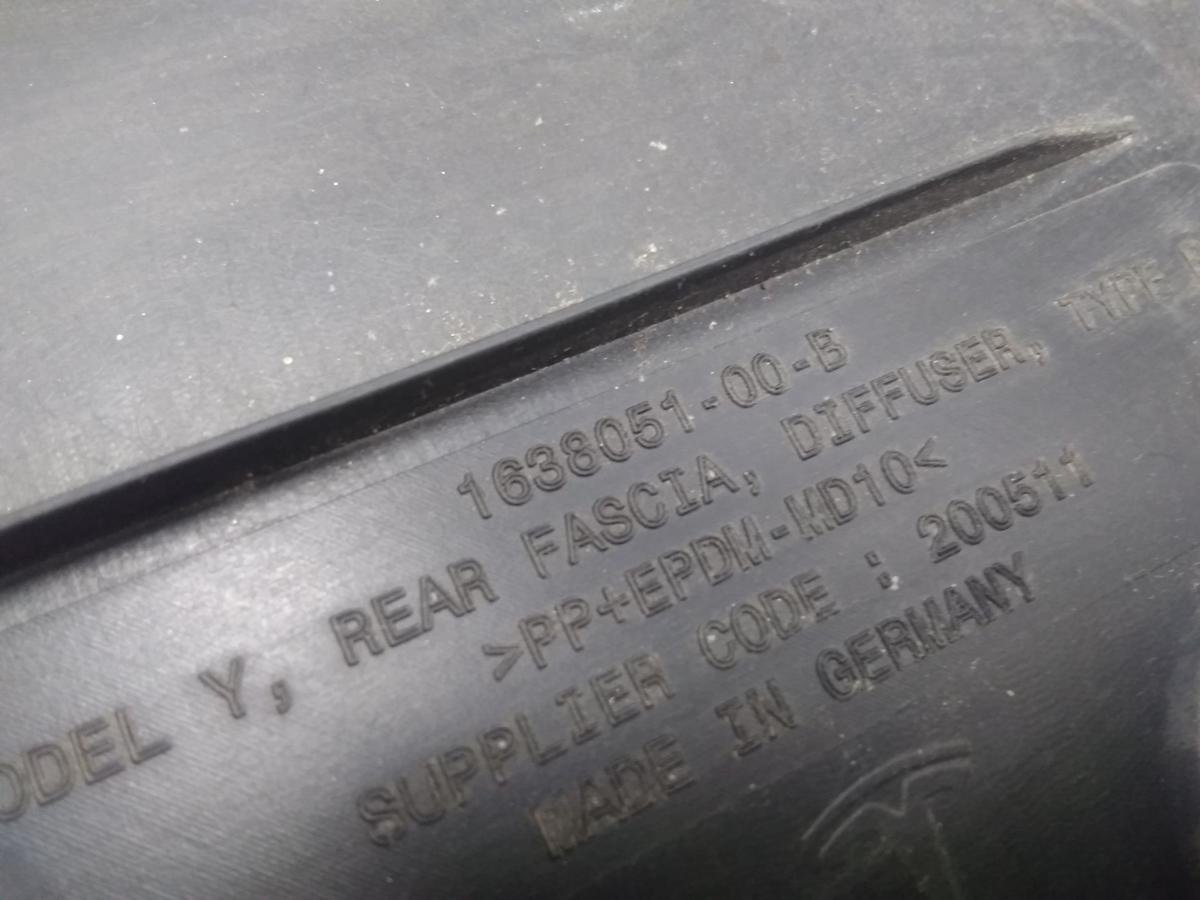 1638051-00-B
MODEL Y, REAR FASCIA, DIFFUSER, TYPE
>PP+EPDM-MD10<
SUPPLIER CODE : 200511
MADE IN GERMANY